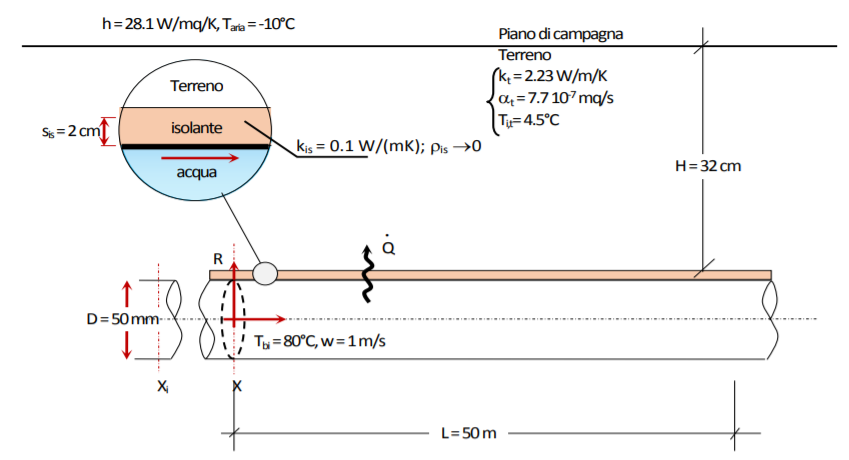 h = 28.1 W/mq/K, Taria = -10°C
Piano di campagna
Terreno
kt = 2.23 W/m/K
αt = 7.7 10-7 mq/s
Ti,t = 4.5°C
Terreno
sis = 2 cm
isolante
kis = 0.1 W/(mK); ρis →0
acqua
H = 32 cm
Q̇
R
D = 50 mm
Tbi = 80°C, w = 1 m/s
Xi
X
L = 50 m